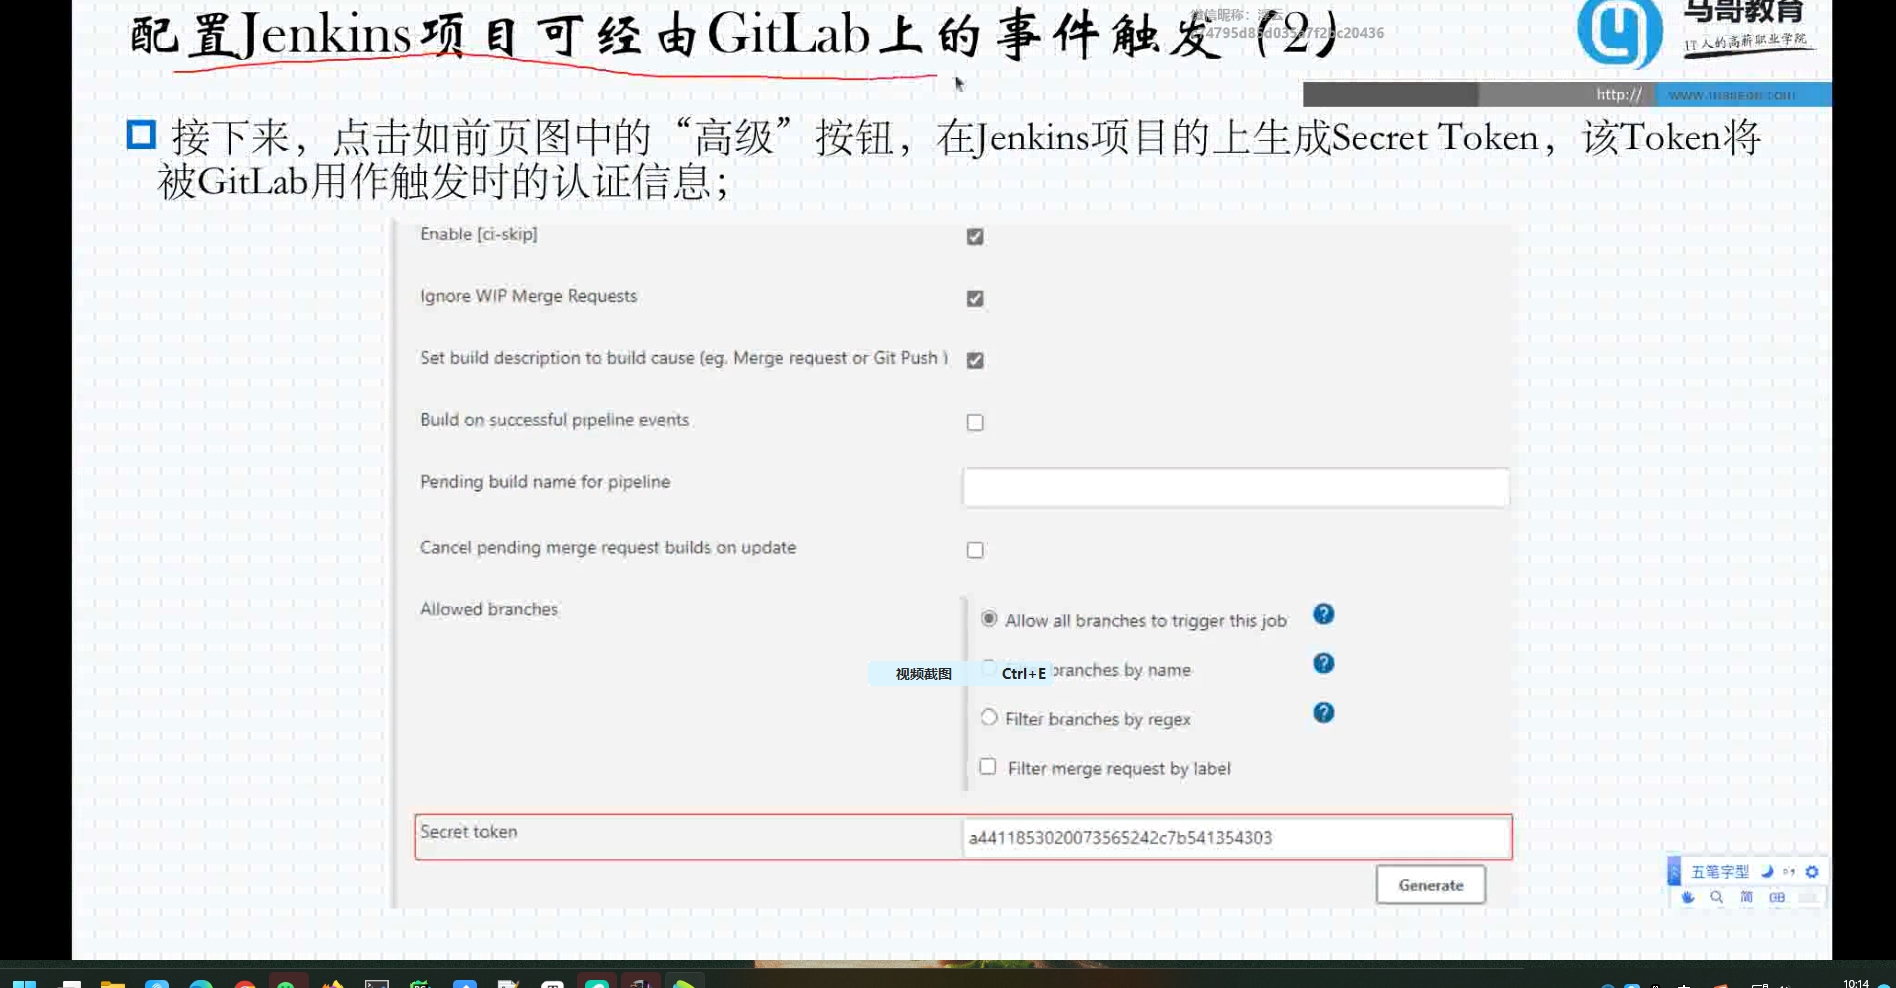 配置Jenkins项目可经由GitLab上的事件触发（2）
马哥教育
IT人的高薪职业学院
http://
www.magedu.com
接下来，点击如前页图中的“高级”按钮，在Jenkins项目的上生成Secret Token，该Token将
被GitLab用作触发时的认证信息；
Enable [ci-skip]
Ignore WIP Merge Requests
Set build description to build cause (eg. Merge request or Git Push )
Build on successful pipeline events
Pending build name for pipeline
Cancel pending merge request builds on update
Allowed branches
Allow all branches to trigger this job
视频截图 Ctrl+E
branches by name
Filter branches by regex
Filter merge request by label
Secret token
a4411853020073565242c7b541354303
Generate
五笔字型
简
GB
10:14